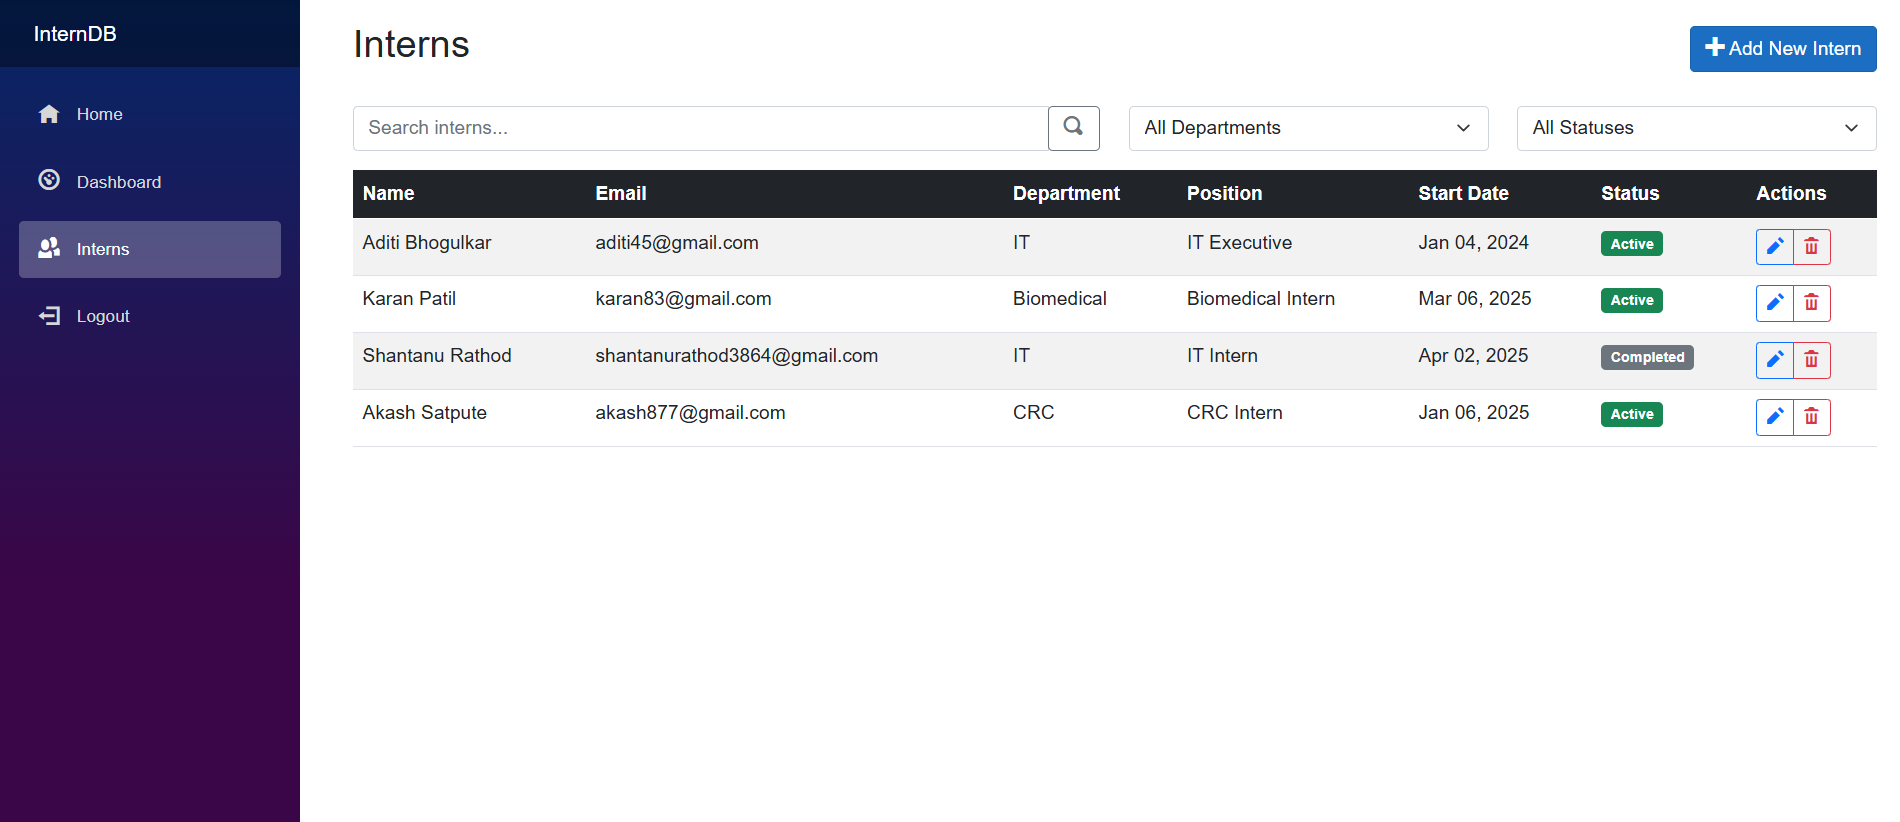 InternDB
Home
Dashboard
Interns
Logout
Interns
Add New Intern
Search interns...
All Departments
All Statuses
Name Email Department Position Start Date Status Actions
Aditi Bhogulkar aditi45@gmail.com IT IT Executive Jan 04, 2024 Active
Karan Patil karan83@gmail.com Biomedical Biomedical Intern Mar 06, 2025 Active
Shantanu Rathod shantanurathod3864@gmail.com IT IT Intern Apr 02, 2025 Completed
Akash Satpute akash877@gmail.com CRC CRC Intern Jan 06, 2025 Active